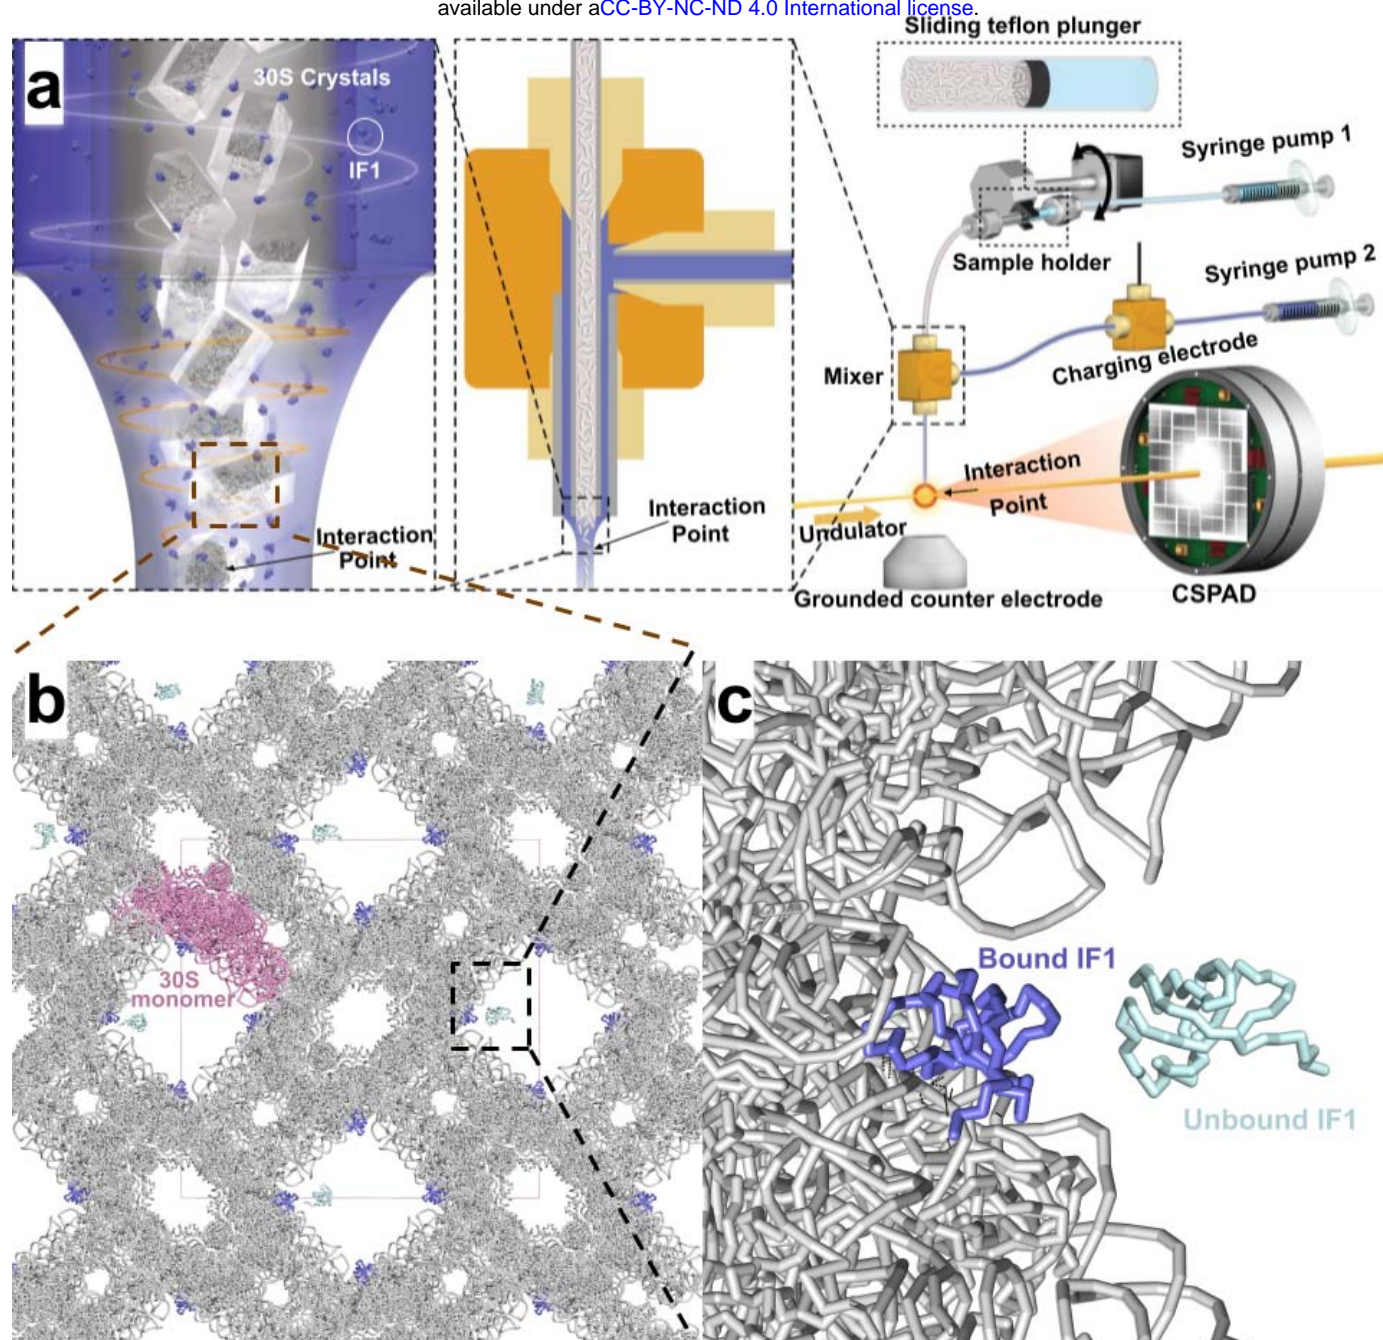 available under aCC-BY-NC-ND 4.0 International license.
a
30S Crystals
IF1
Interaction
Point
Interaction
Point
Sliding teflon plunger
Syringe pump 1
Sample holder
Syringe pump 2
Mixer
Charging electrode
Interaction
Point
Undulator
Grounded counter electrode
CSPAD
b
30S
monomer
c
Bound IF1
Unbound IF1